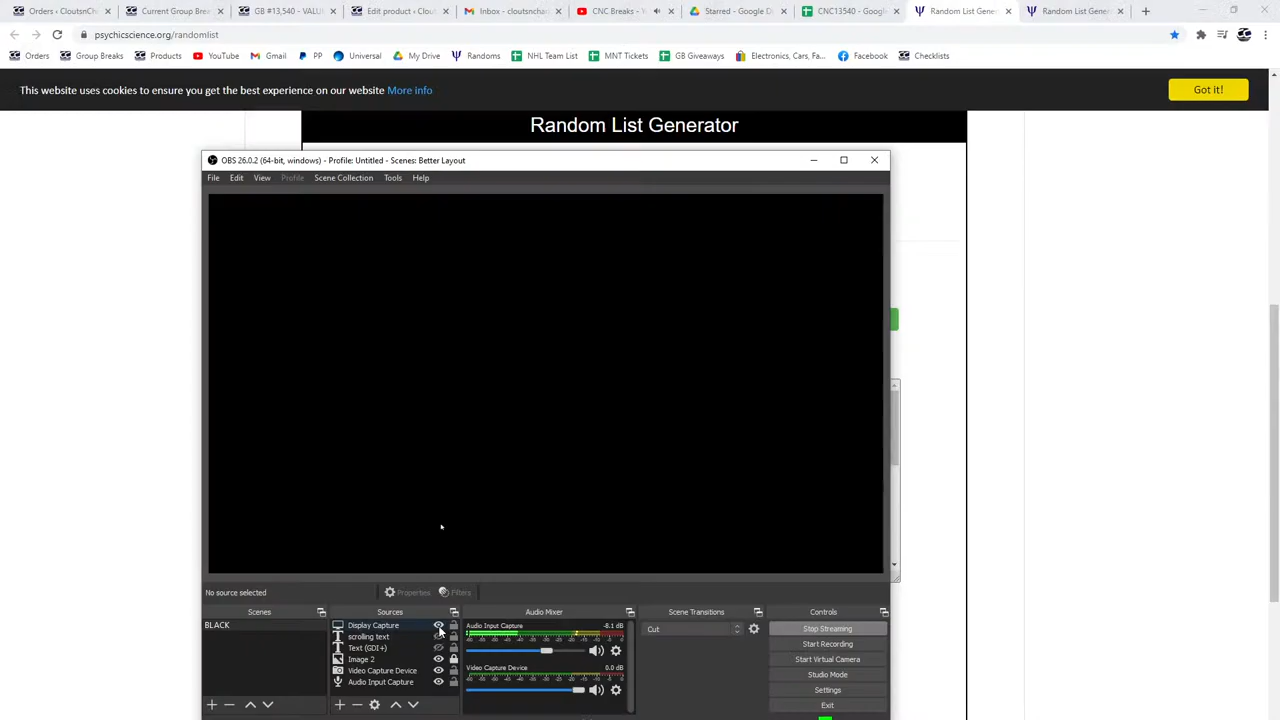 Orders ‹ CloutsnCh
Current Group Brea
GB #13,540 - VALU
Edit product ‹ Clou
Inbox - cloutsnchan
CNC Breaks -
Starred - Google D
CNC13540 - Google
Random List Gener
Random List Gener
psychicscience.org/randomlist
Orders
Group Breaks
Products
YouTube
Gmail
PP
Universal
My Drive
Randoms
NHL Team List
MNT Tickets
GB Giveaways
Electronics, Cars, Fa...
Facebook
Checklists
This website uses cookies to ensure you get the best experience on our website More info
Got it!
Random List Generator
OBS 26.0.2 (64-bit, windows) - Profile: Untitled - Scenes: Better Layout
File Edit View Profile Scene Collection Tools Help
No source selected
Properties
Filters
Scenes
Sources
Audio Mixer
Scene Transitions
Controls
BLACK
Display Capture
scrolling text
Text (GDI+)
Image 2
Video Capture Device
Audio Input Capture
Audio Input Capture -8.1 dB
Video Capture Device 0.0 dB
Cut
Stop Streaming
Start Recording
Start Virtual Camera
Studio Mode
Settings
Exit